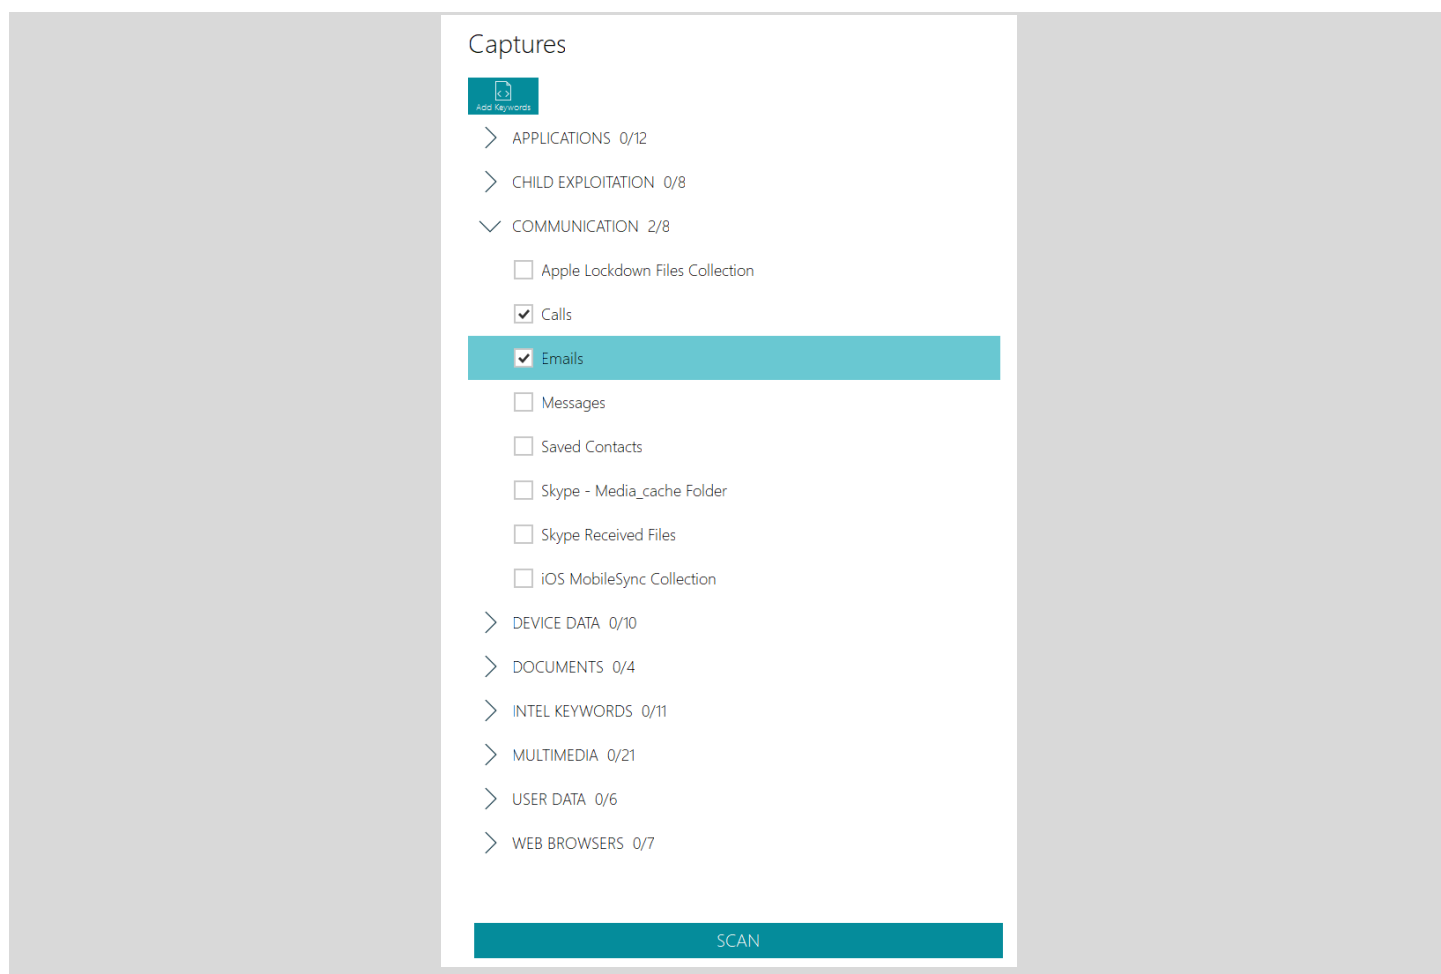 Captures
Add Keywords
APPLICATIONS 0/12
CHILD EXPLOITATION 0/8
COMMUNICATION 2/8
Apple Lockdown Files Collection
Calls
Emails
Messages
Saved Contacts
Skype - Media_cache Folder
Skype Received Files
iOS MobileSync Collection
DEVICE DATA 0/10
DOCUMENTS 0/4
INTEL KEYWORDS 0/11
MULTIMEDIA 0/21
USER DATA 0/6
WEB BROWSERS 0/7
SCAN